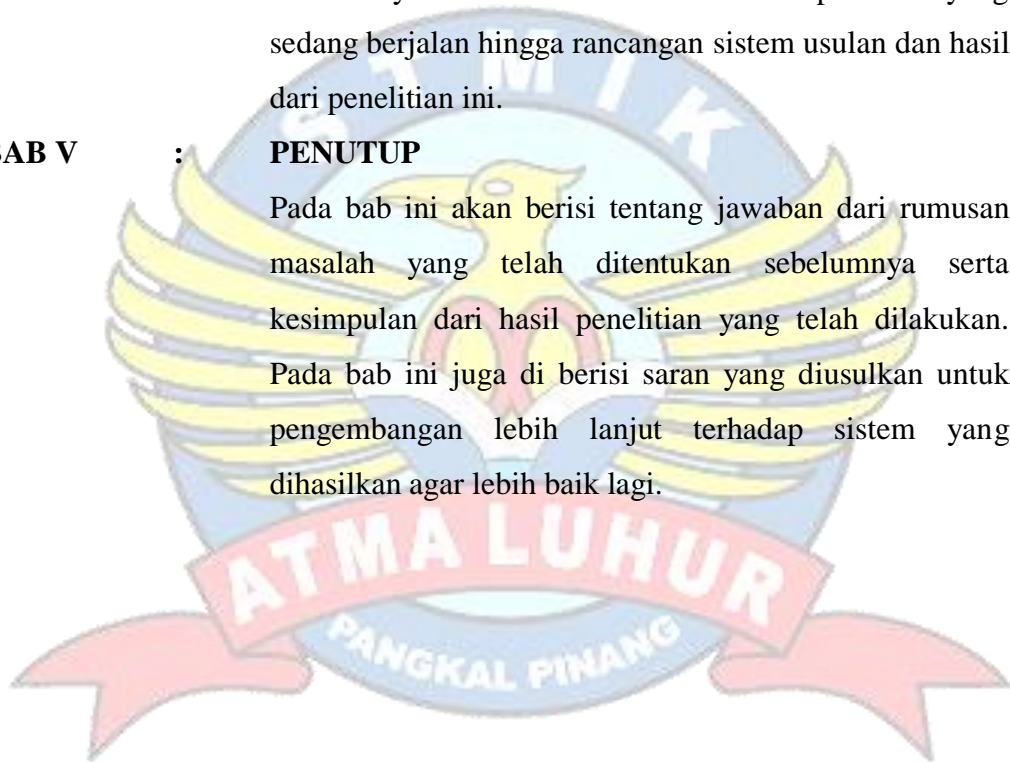 sedang berjalan hingga rancangan sistem usulan dan hasil
dari penelitian ini.
BAB V : PENUTUP
Pada bab ini akan berisi tentang jawaban dari rumusan
masalah yang telah ditentukan sebelumnya serta
kesimpulan dari hasil penelitian yang telah dilakukan.
Pada bab ini juga di berisi saran yang diusulkan untuk
pengembangan lebih lanjut terhadap sistem yang
dihasilkan agar lebih baik lagi.
STMIK
ATMA LUHUR
PANGKAL PINANG